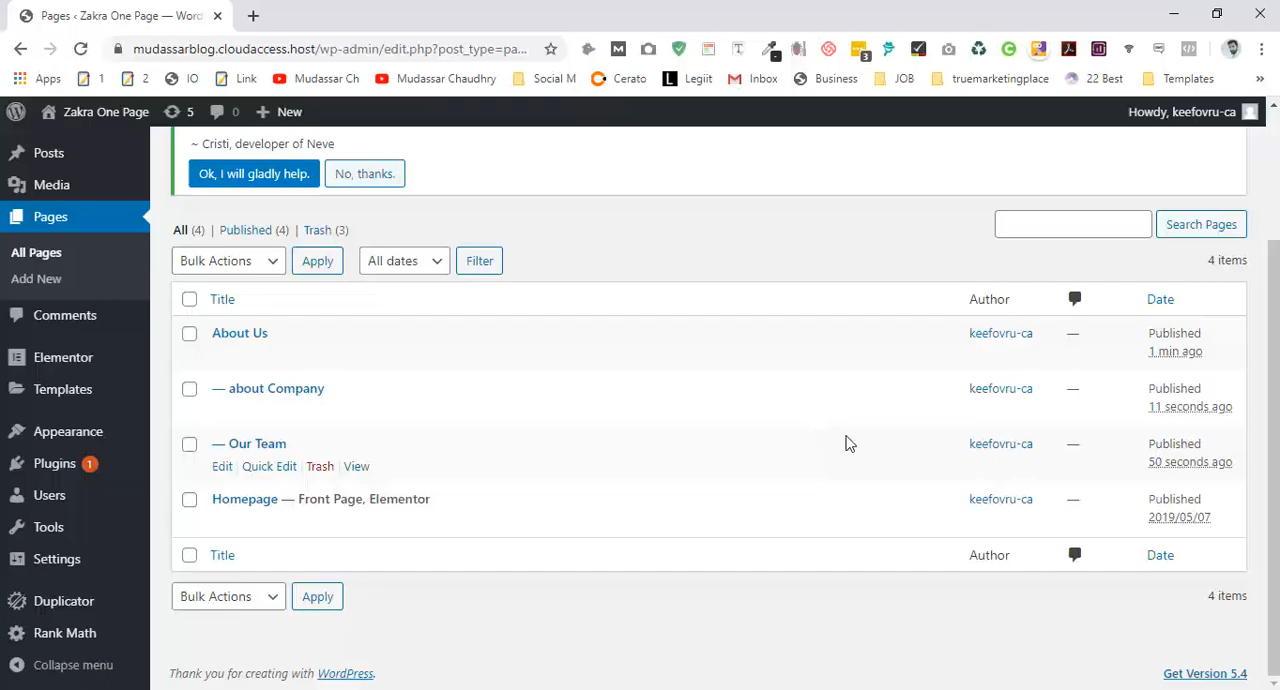 Pages ‹ Zakra One Page — Word
mudassarblog.cloudaccess.host/wp-admin/edit.php?post_type=pa...
3
Apps 1 2 IO Link Mudassar Ch Mudassar Chaudhry Social M Cerato Legiit Inbox Business JOB truemarketingplace 22 Best Templates »
Zakra One Page 5 0 New Howdy, keefovru-ca
Posts
Media
Pages
All Pages
Add New
Comments
Elementor
Templates
Appearance
Plugins 1
Users
Tools
Settings
Duplicator
Rank Math
Collapse menu
~ Cristi, developer of Neve
Ok, I will gladly help. No, thanks.
All (4) | Published (4) | Trash (3) Search Pages
Bulk Actions Apply All dates Filter 4 items
Title Author Date
About Us keefovru-ca — Published
1 min ago
— about Company keefovru-ca — Published
11 seconds ago
— Our Team keefovru-ca — Published
Edit | Quick Edit | Trash | View 50 seconds ago
Homepage — Front Page, Elementor keefovru-ca — Published
2019/05/07
Title Author Date
Bulk Actions Apply 4 items
Thank you for creating with WordPress. Get Version 5.4